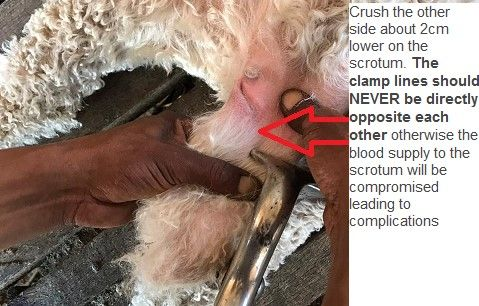 Crush the other
side about 2cm
lower on the
scrotum. The
clamp lines should
NEVER be directly
opposite each
other otherwise the
blood supply to the
scrotum will be
compromised
leading to
complications